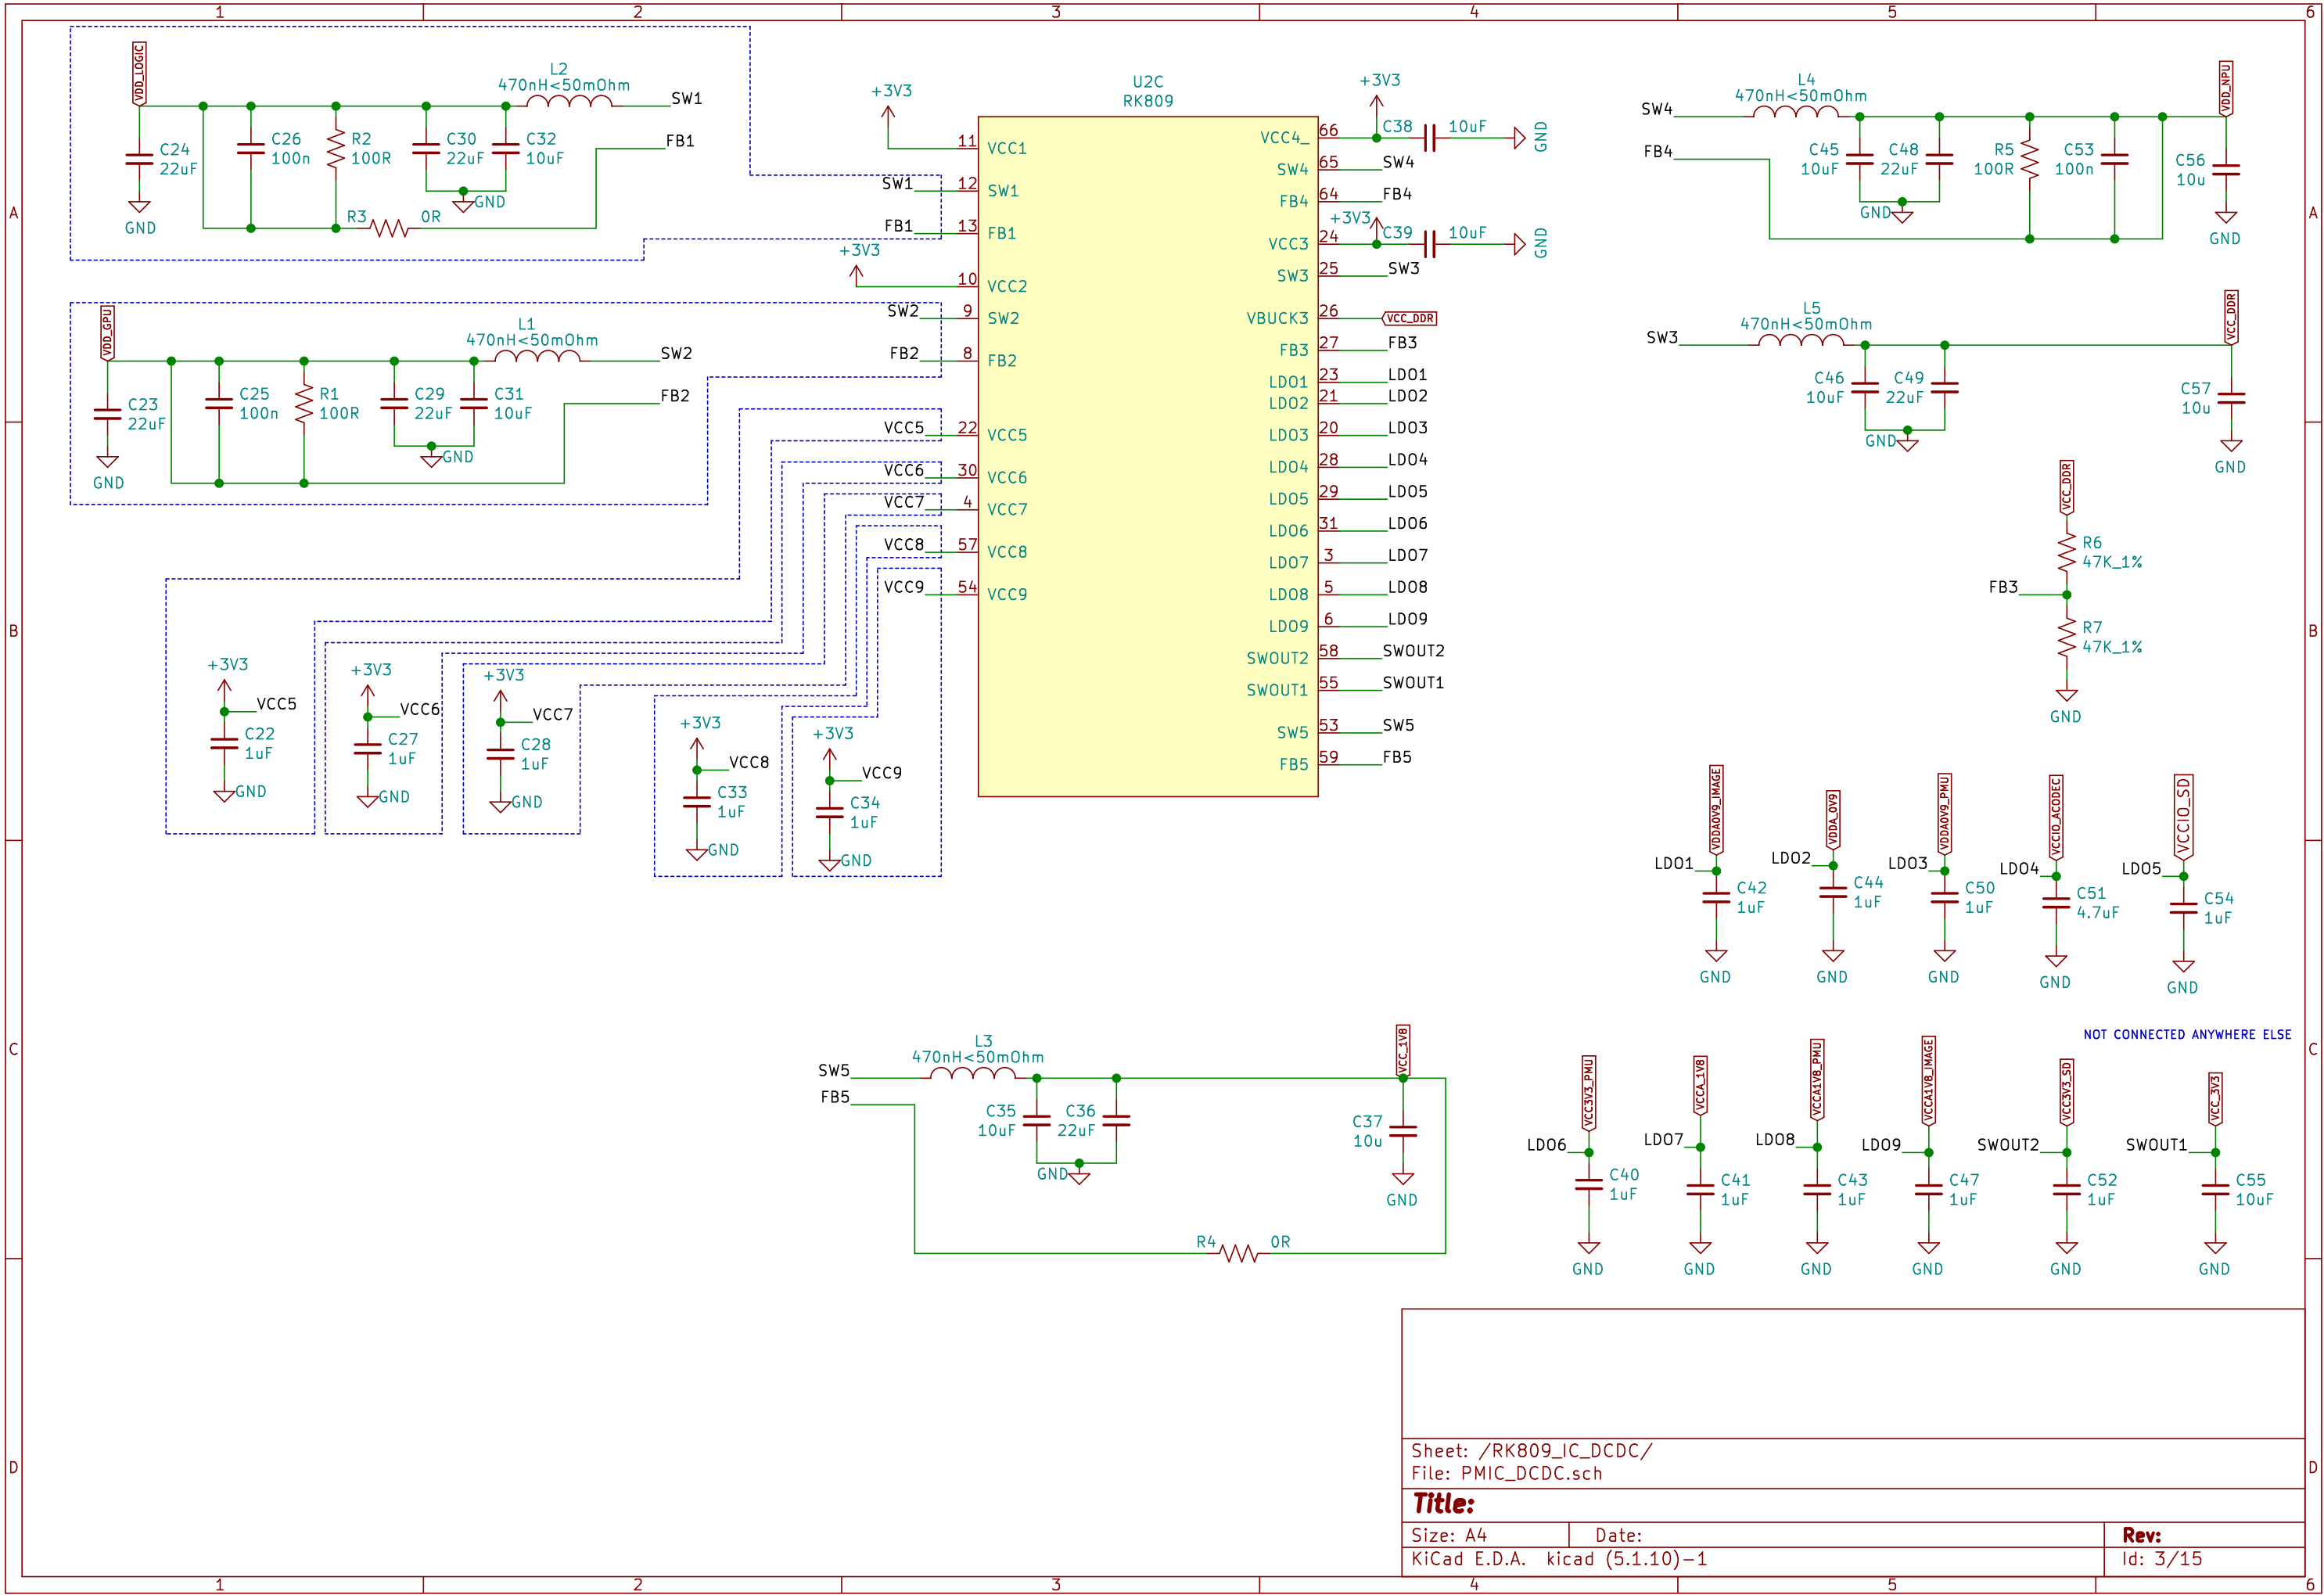 1 2 3 4 5 6
A
B
C
D
A
B
C
D
1 2 3 4 5 6
VDD_LOGIC
L2
470nH<50mOhm
SW1
FB1
C24
22uF
GND
C26
100n
R2
100R
C30
22uF
C32
10uF
GND
R3 0R
VDD_GPU
L1
470nH<50mOhm
SW2
FB2
C23
22uF
GND
C25
100n
R1
100R
C29
22uF
C31
10uF
GND
+3V3
VCC5
C22
1uF
GND
+3V3
VCC6
C27
1uF
GND
+3V3
VCC7
C28
1uF
GND
+3V3
VCC8
C33
1uF
GND
+3V3
VCC9
C34
1uF
GND
U2C
RK809
+3V3
11 VCC1
SW1 12 SW1
FB1 13 FB1
+3V3
10 VCC2
SW2 9 SW2
FB2 8 FB2
VCC5 22 VCC5
VCC6 30 VCC6
VCC7 4 VCC7
VCC8 57 VCC8
VCC9 54 VCC9
+3V3
VCC4_ 66 C38 10uF GND
SW4 65 SW4
FB4 64 FB4
+3V3
VCC3 24 C39 10uF GND
SW3 25 SW3
VBUCK3 26 VCC_DDR
FB3 27 FB3
LDO1 23 LDO1
LDO2 21 LDO2
LDO3 20 LDO3
LDO4 28 LDO4
LDO5 29 LDO5
LDO6 31 LDO6
LDO7 3 LDO7
LDO8 5 LDO8
LDO9 6 LDO9
SWOUT2 58 SWOUT2
SWOUT1 55 SWOUT1
SW5 53 SW5
FB5 59 FB5
L4
470nH<50mOhm
SW4
FB4
VDD_NPU
C45
10uF
C48
22uF
GND
R5
100R
C53
100n
C56
10u
GND
L5
470nH<50mOhm
SW3
VCC_DDR
C46
10uF
C49
22uF
GND
C57
10u
GND
VCC_DDR
R6
47K_1%
FB3
R7
47K_1%
GND
VDDA0V9_IMAGE
LDO1
C42
1uF
GND
VDDA_0V9
LDO2
C44
1uF
GND
VDDA0V9_PMU
LDO3
C50
1uF
GND
VCCIO_ACODEC
LDO4
C51
4.7uF
GND
VCCIO_SD
LDO5
C54
1uF
GND
NOT CONNECTED ANYWHERE ELSE
L3
470nH<50mOhm
SW5
FB5
VCC_1V8
C35
10uF
C36
22uF
GND
C37
10u
GND
R4 0R
VCC3V3_PMU
LDO6
C40
1uF
GND
VCCA_1V8
LDO7
C41
1uF
GND
VCCA1V8_PMU
LDO8
C43
1uF
GND
VCCA1V8_IMAGE
LDO9
C47
1uF
GND
VCC3V3_SD
SWOUT2
C52
1uF
GND
VCC_3V3
SWOUT1
C55
10uF
GND
Sheet: /RK809_IC_DCDC/
File: PMIC_DCDC.sch
Title:
Size: A4 Date: Rev:
KiCad E.D.A. kicad (5.1.10)-1 Id: 3/15